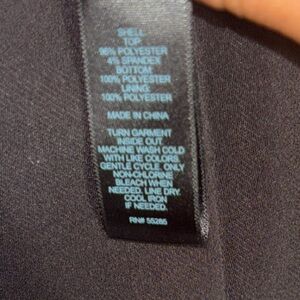 SHELL:
TOP
96% POLYESTER
4% SPANDEX
BOTTOM
100% POLYESTER
LINING:
100% POLYESTER
MADE IN CHINA
TURN GARMENT
INSIDE OUT.
MACHINE WASH COLD
WITH LIKE COLORS.
GENTLE CYCLE. ONLY
NON-CHLORINE
BLEACH WHEN
NEEDED. LINE DRY.
COOL IRON
IF NEEDED.
RN# 55285